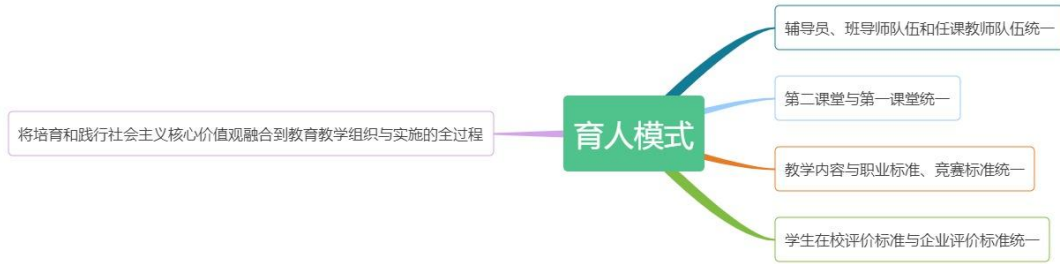 将培育和践行社会主义核心价值观融合到教育教学组织与实施的全过程
育人模式
辅导员、班导师队伍和任课教师队伍统一
第二课堂与第一课堂统一
教学内容与职业标准、竞赛标准统一
学生在校评价标准与企业评价标准统一